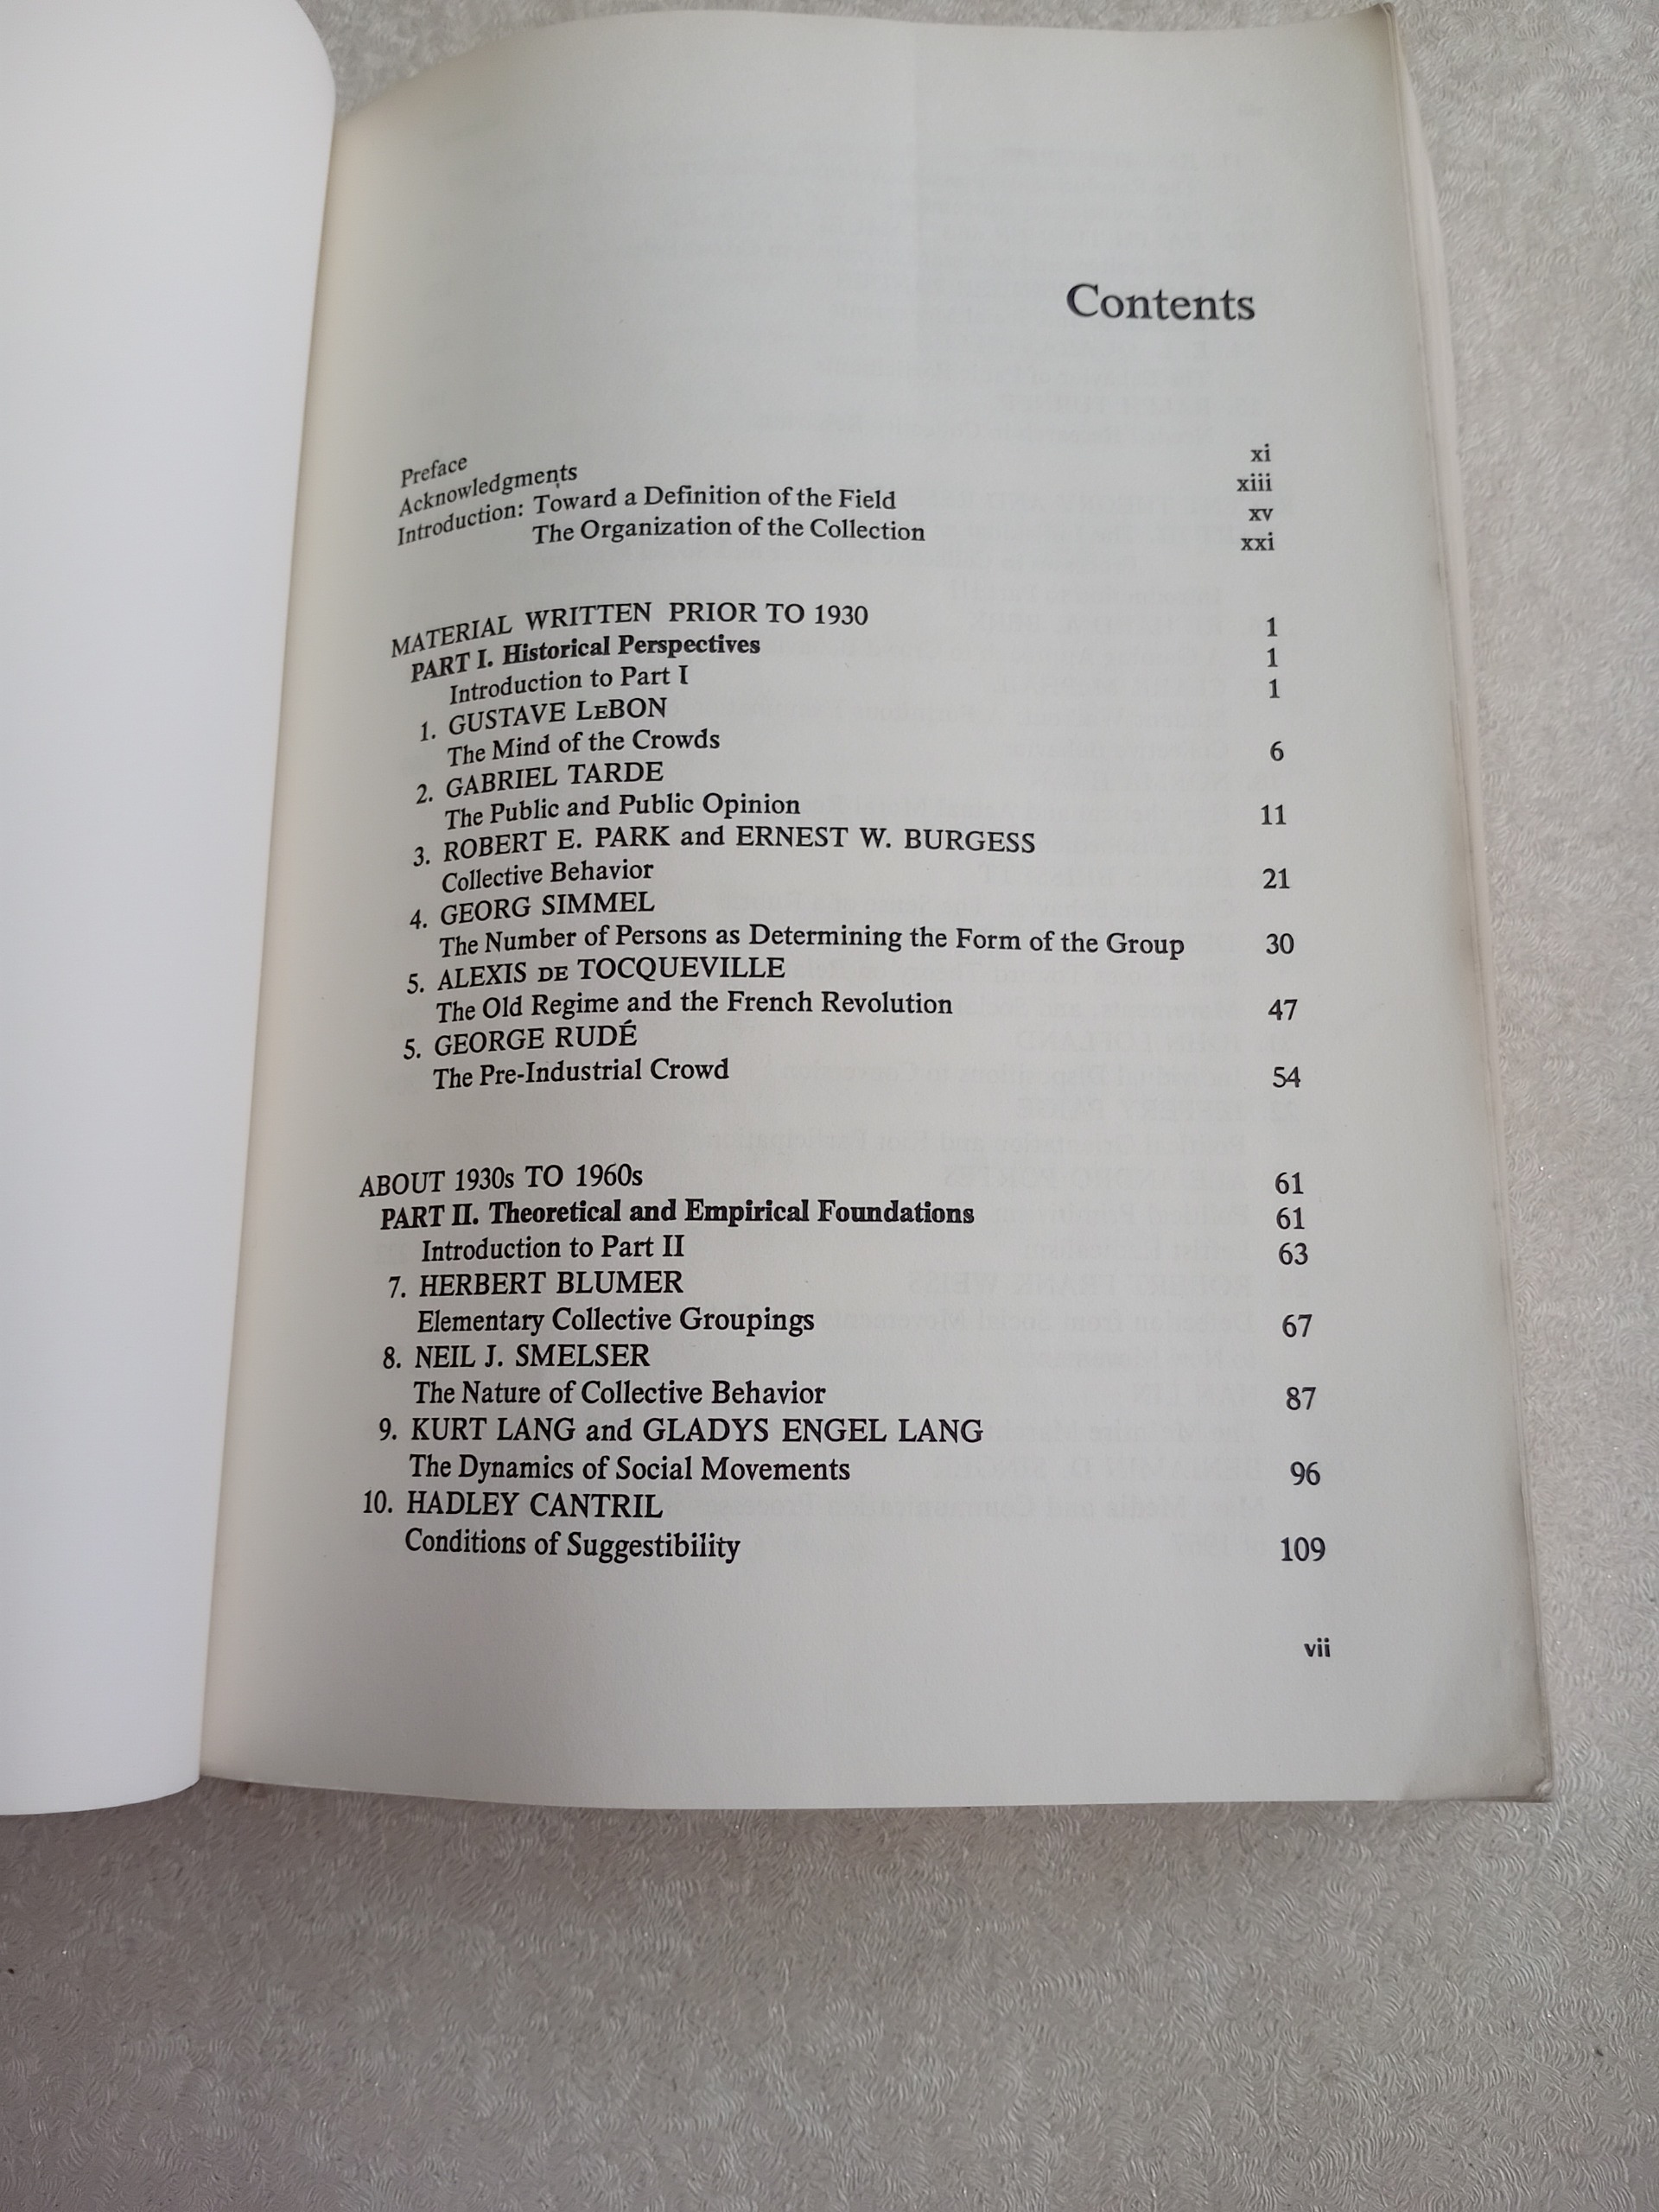 Contents
Preface xi
Acknowledgments xiii
Introduction: Toward a Definition of the Field xv
The Organization of the Collection xxi
MATERIAL WRITTEN PRIOR TO 1930 1
PART I. Historical Perspectives 1
Introduction to Part I 1
1. GUSTAVE LEBON
The Mind of the Crowds 6
2. GABRIEL TARDE
The Public and Public Opinion 11
3. ROBERT E. PARK and ERNEST W. BURGESS
Collective Behavior 21
4. GEORG SIMMEL
The Number of Persons as Determining the Form of the Group 30
5. ALEXIS DE TOCQUEVILLE
The Old Regime and the French Revolution 47
5. GEORGE RUDÉ
The Pre-Industrial Crowd 54
ABOUT 1930s TO 1960s 61
PART II. Theoretical and Empirical Foundations 61
Introduction to Part II 63
7. HERBERT BLUMER
Elementary Collective Groupings 67
8. NEIL J. SMELSER
The Nature of Collective Behavior 87
9. KURT LANG and GLADYS ENGEL LANG
The Dynamics of Social Movements 96
10. HADLEY CANTRIL
Conditions of Suggestibility 109
vii